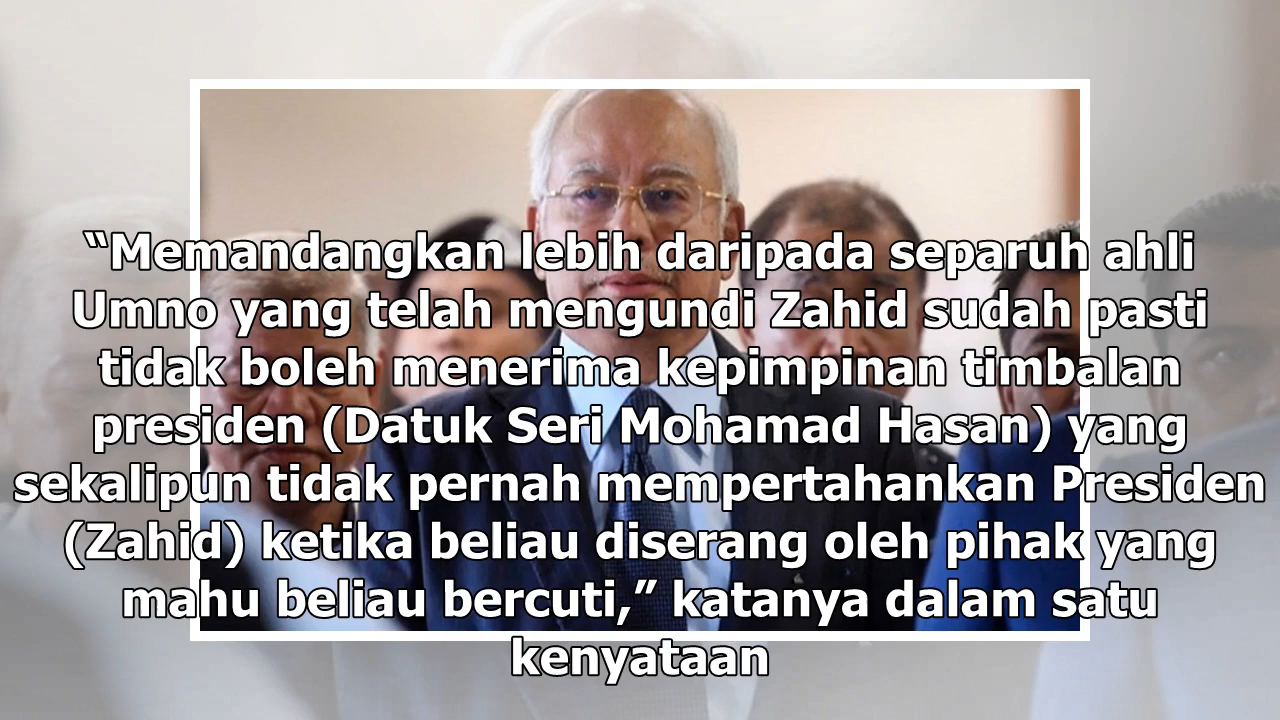 “Memandangkan lebih daripada separuh ahli
Umno yang telah mengundi Zahid sudah pasti
tidak boleh menerima kepimpinan timbalan
presiden (Datuk Seri Mohamad Hasan) yang
sekalipun tidak pernah mempertahankan Presiden
(Zahid) ketika beliau diserang oleh pihak yang
mahu beliau bercuti,” katanya dalam satu
kenyataan